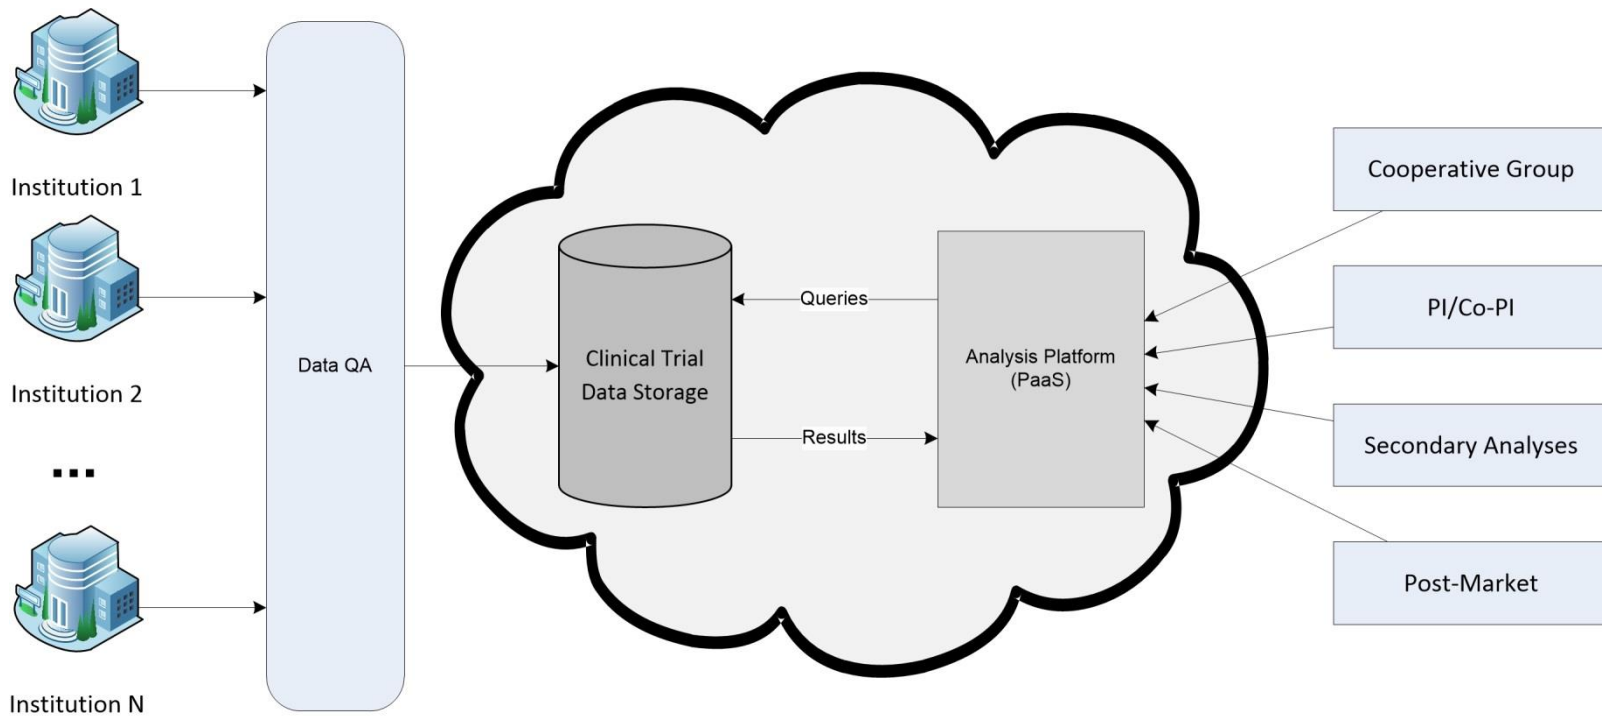 Institution 1
Institution 2
...
Institution N
Data QA
Clinical Trial
Data Storage
Queries
Results
Analysis Platform
(PaaS)
Cooperative Group
PI/Co-PI
Secondary Analyses
Post-Market